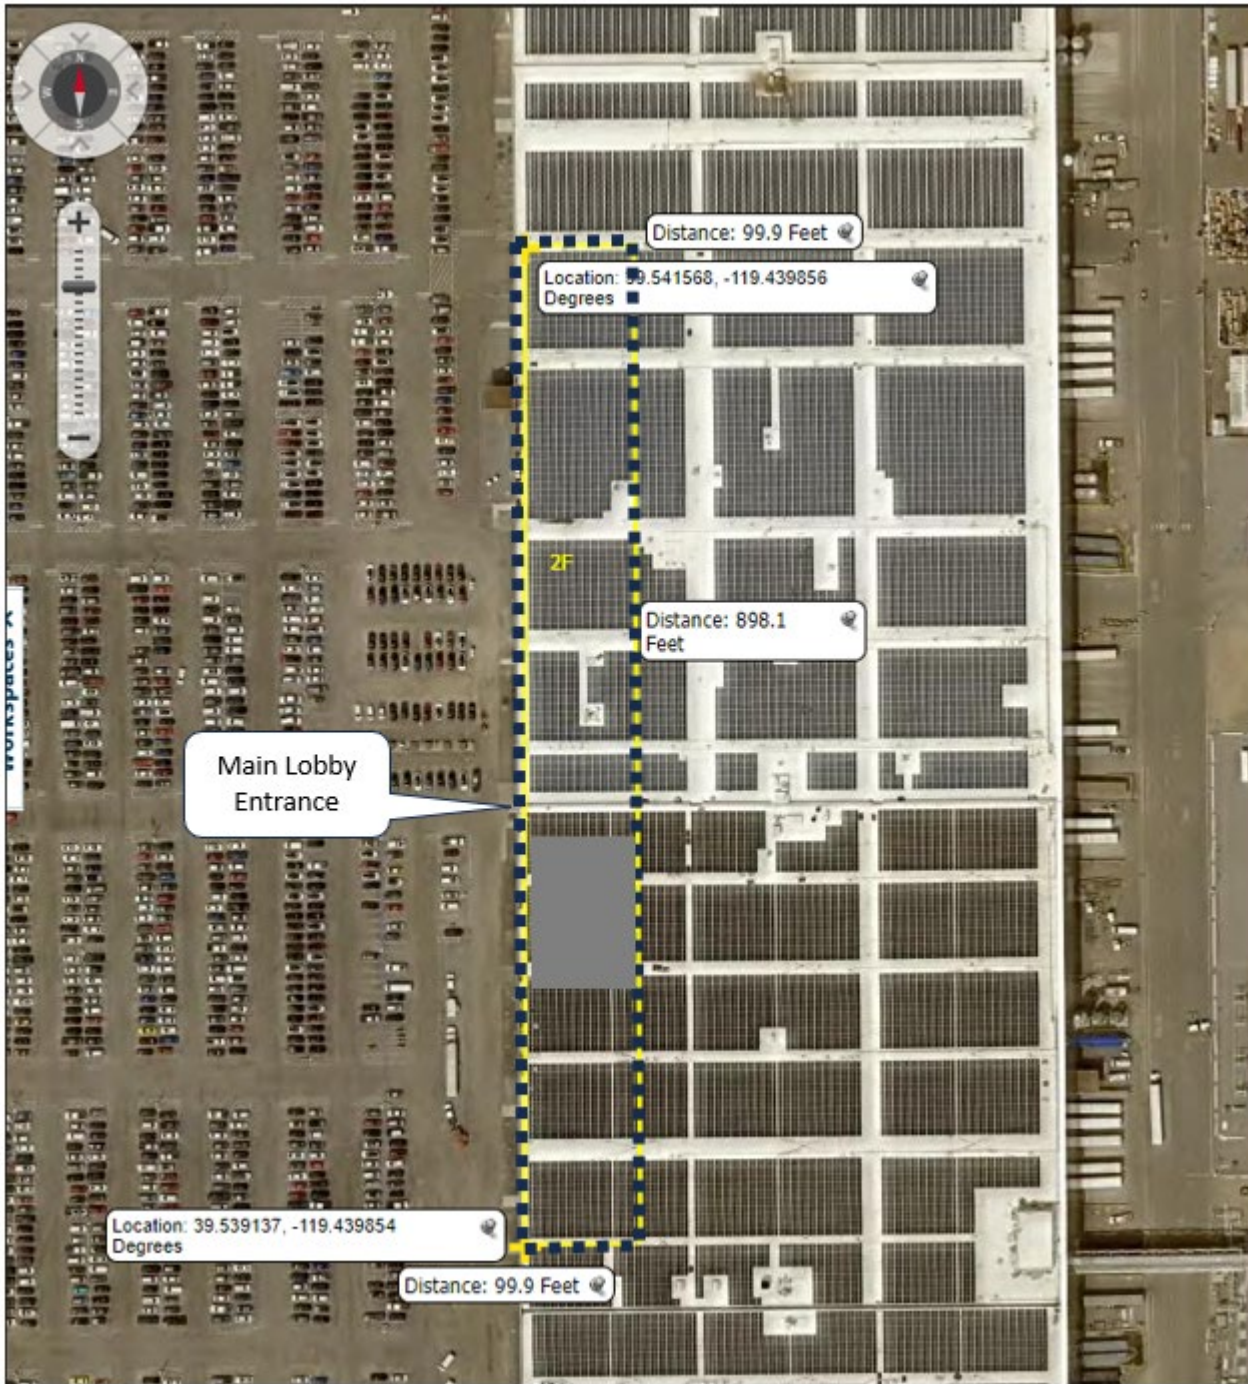 N
W
E
S
+
Distance: 99.9 Feet
Location: 39.541568, -119.439856
Degrees
2F
Distance: 898.1
Feet
Workspaces
Main Lobby
Entrance
Location: 39.539137, -119.439854
Degrees
Distance: 99.9 Feet